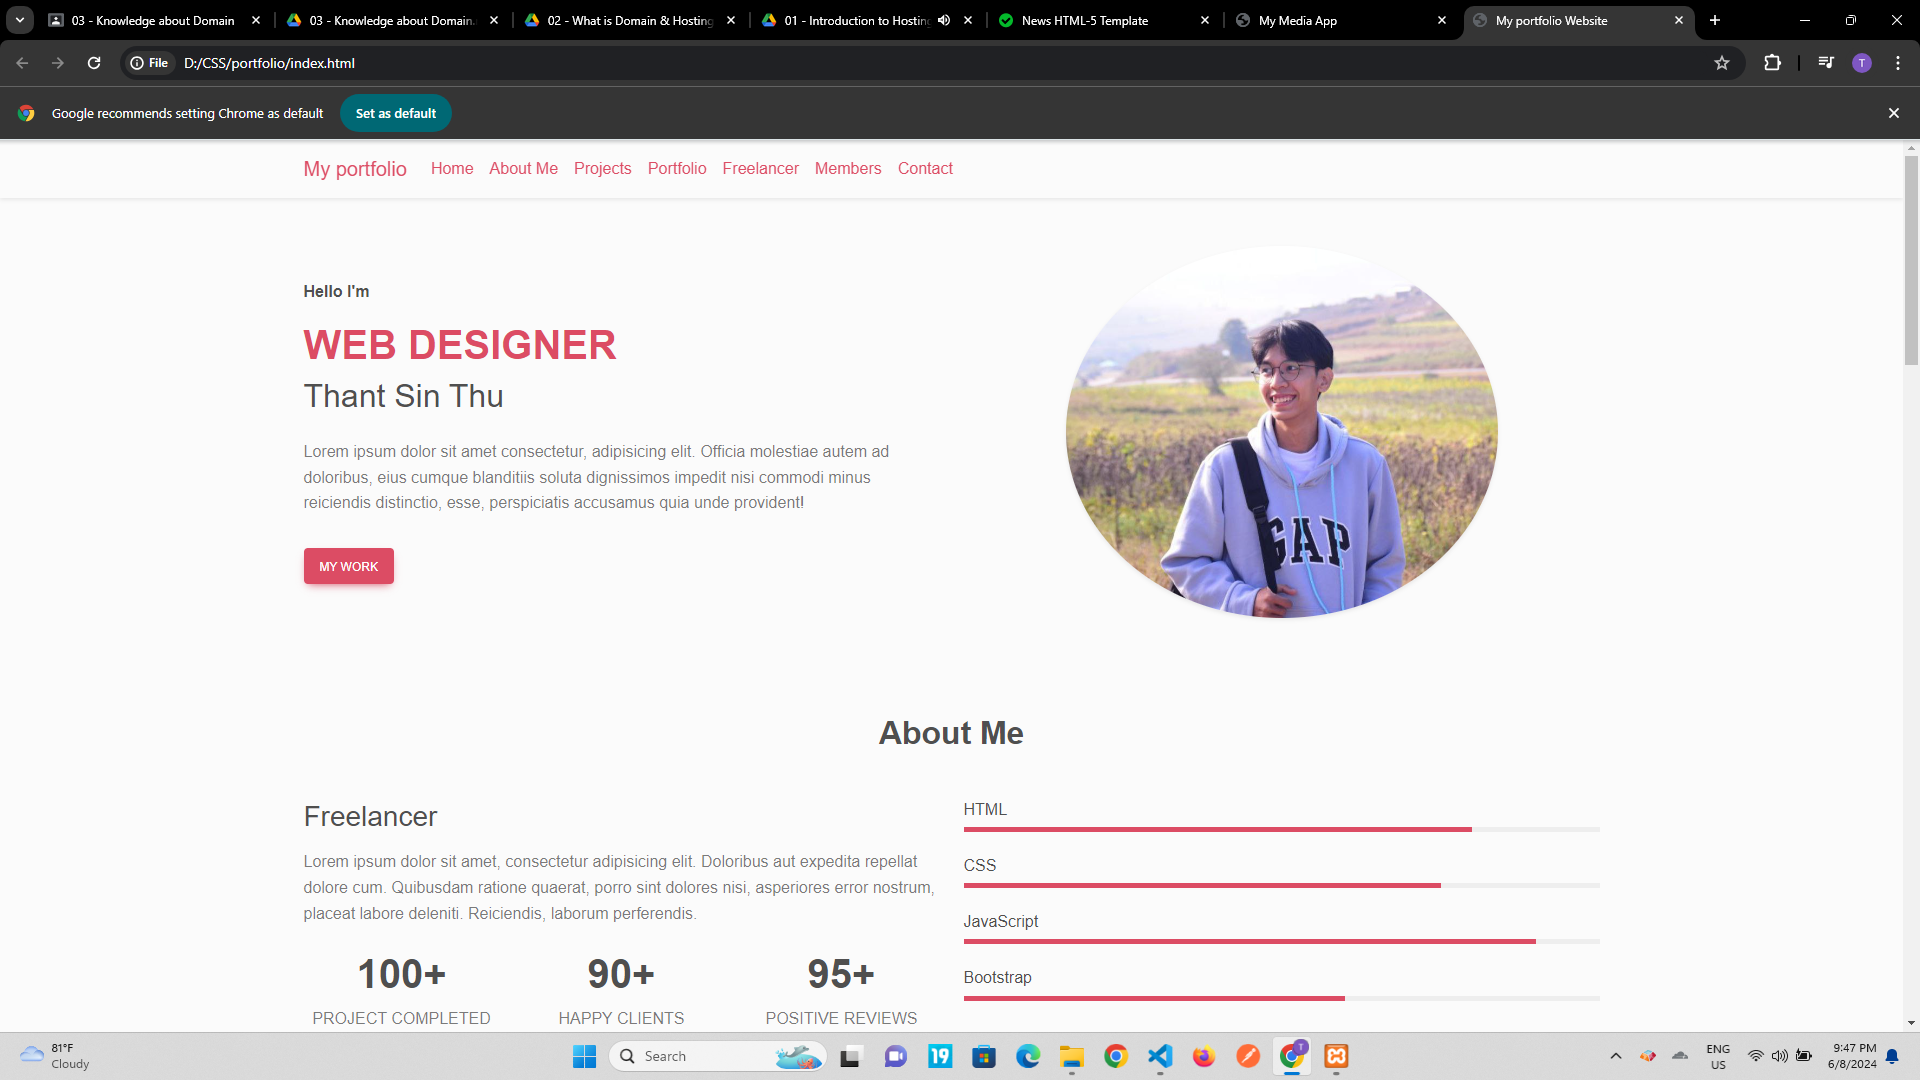 03 - Knowledge about Domain
03 - Knowledge about Domain.
02 - What is Domain & Hosting
01 - Introduction to Hosting
News HTML-5 Template
My Media App
My portfolio Website
File
D:/CSS/portfolio/index.html
T
Google recommends setting Chrome as default
Set as default
My portfolio
Home
About Me
Projects
Portfolio
Freelancer
Members
Contact
Hello I'm
WEB DESIGNER
Thant Sin Thu
Lorem ipsum dolor sit amet consectetur, adipisicing elit. Officia molestiae autem ad
doloribus, eius cumque blanditiis soluta dignissimos impedit nisi commodi minus
reiciendis distinctio, esse, perspiciatis accusamus quia unde provident!
MY WORK
GAP
About Me
Freelancer
Lorem ipsum dolor sit amet, consectetur adipisicing elit. Doloribus aut expedita repellat
dolore cum. Quibusdam ratione quaerat, porro sint dolores nisi, asperiores error nostrum,
placeat labore deleniti. Reiciendis, laborum perferendis.
100+
90+
95+
PROJECT COMPLETED
HAPPY CLIENTS
POSITIVE REVIEWS
HTML
CSS
JavaScript
Bootstrap
81°F
Cloudy
Search
19
T
ENG
US
9:47 PM
6/8/2024